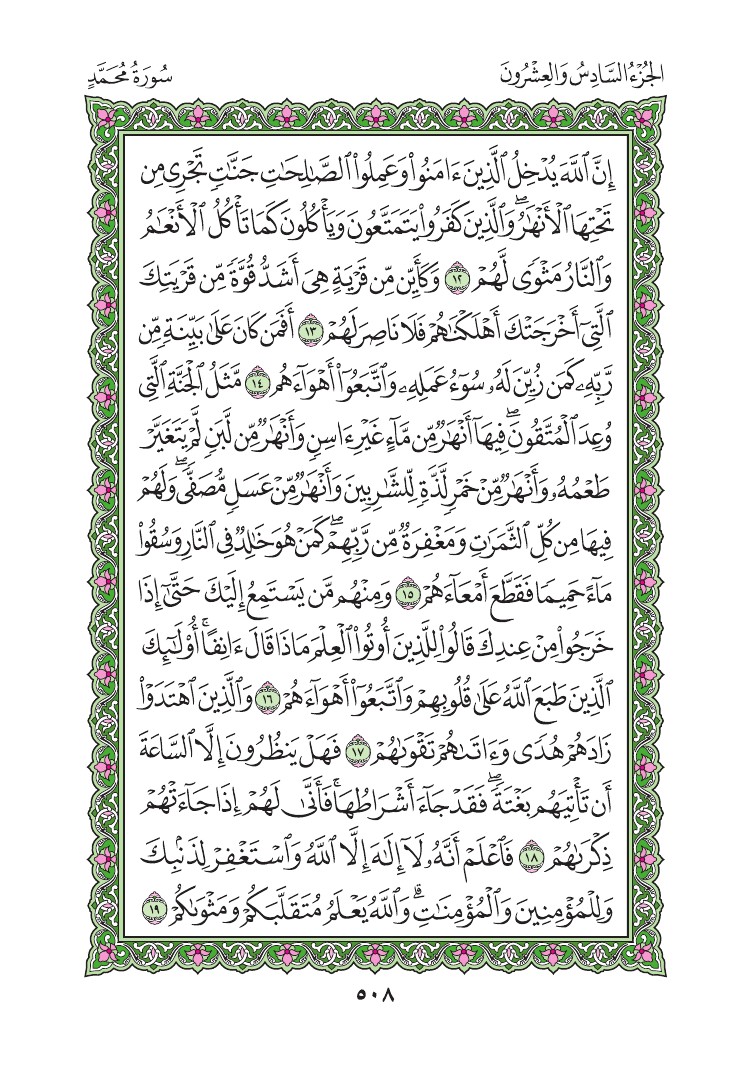 الجُزْءُ السَّادِسُ وَالعِشْرُونَ
سُورَةُ مُحَمَّدٍ
إِنَّ ٱللَّهَ يُدْخِلُ ٱلَّذِينَ ءَامَنُوا۟ وَعَمِلُوا۟ ٱلصَّـٰلِحَـٰتِ جَنَّـٰتٍ تَجْرِى مِن
تَحْتِهَا ٱلْأَنْهَـٰرُ ۖ وَٱلَّذِينَ كَفَرُوا۟ يَتَمَتَّعُونَ وَيَأْكُلُونَ كَمَا تَأْكُلُ ٱلْأَنْعَـٰمُ
وَٱلنَّارُ مَثْوًى لَّهُمْ ١٢ وَكَأَيِّن مِّن قَرْيَةٍ هِىَ أَشَدُّ قُوَّةً مِّن قَرْيَتِكَ
ٱلَّتِىٓ أَخْرَجَتْكَ أَهْلَكْنَـٰهُمْ فَلَا نَاصِرَ لَهُمْ ١٣ أَفَمَن كَانَ عَلَىٰ بَيِّنَةٍ مِّن
رَّبِّهِۦ كَمَن زُيِّنَ لَهُۥ سُوٓءُ عَمَلِهِۦ وَٱتَّبَعُوٓا۟ أَهْوَآءَهُم ١٤ مَّثَلُ ٱلْجَنَّةِ ٱلَّتِى
وُعِدَ ٱلْمُتَّقُونَ ۖ فِيهَآ أَنْهَـٰرٌ مِّن مَّآءٍ غَيْرِ ءَاسِنٍ وَأَنْهَـٰرٌ مِّن لَّبَنٍ لَّمْ يَتَغَيَّرْ
طَعْمُهُۥ وَأَنْهَـٰرٌ مِّنْ خَمْرٍ لَّذَّةٍ لِّلشَّـٰرِبِينَ وَأَنْهَـٰرٌ مِّنْ عَسَلٍ مُّصَفًّى ۖ وَلَهُمْ
فِيهَا مِن كُلِّ ٱلثَّمَرَٰتِ وَمَغْفِرَةٌ مِّن رَّبِّهِمْ ۖ كَمَنْ هُوَ خَـٰلِدٌ فِى ٱلنَّارِ وَسُقُوا۟
مَآءً حَمِيمًا فَقَطَّعَ أَمْعَآءَهُمْ ١٥ وَمِنْهُم مَّن يَسْتَمِعُ إِلَيْكَ حَتَّىٰٓ إِذَا
خَرَجُوا۟ مِنْ عِندِكَ قَالُوا۟ لِلَّذِينَ أُوتُوا۟ ٱلْعِلْمَ مَاذَا قَالَ ءَانِفًا ۚ أُو۟لَـٰٓئِكَ
ٱلَّذِينَ طَبَعَ ٱللَّهُ عَلَىٰ قُلُوبِهِمْ وَٱتَّبَعُوٓا۟ أَهْوَآءَهُمْ ١٦ وَٱلَّذِينَ ٱهْتَدَوْا۟
زَادَهُمْ هُدًى وَءَاتَىٰهُمْ تَقْوَىٰهُمْ ١٧ فَهَلْ يَنظُرُونَ إِلَّا ٱلسَّاعَةَ
أَن تَأْتِيَهُم بَغْتَةً ۖ فَقَدْ جَآءَ أَشْرَاطُهَا ۚ فَأَنَّىٰ لَهُمْ إِذَا جَآءَتْهُمْ
ذِكْرَىٰهُمْ ١٨ فَٱعْلَمْ أَنَّهُۥ لَآ إِلَـٰهَ إِلَّا ٱللَّهُ وَٱسْتَغْفِرْ لِذَنۢبِكَ
وَلِلْمُؤْمِنِينَ وَٱلْمُؤْمِنَـٰتِ ۗ وَٱللَّهُ يَعْلَمُ مُتَقَلَّبَكُمْ وَمَثْوَىٰكُمْ ١٩
٥٠٨